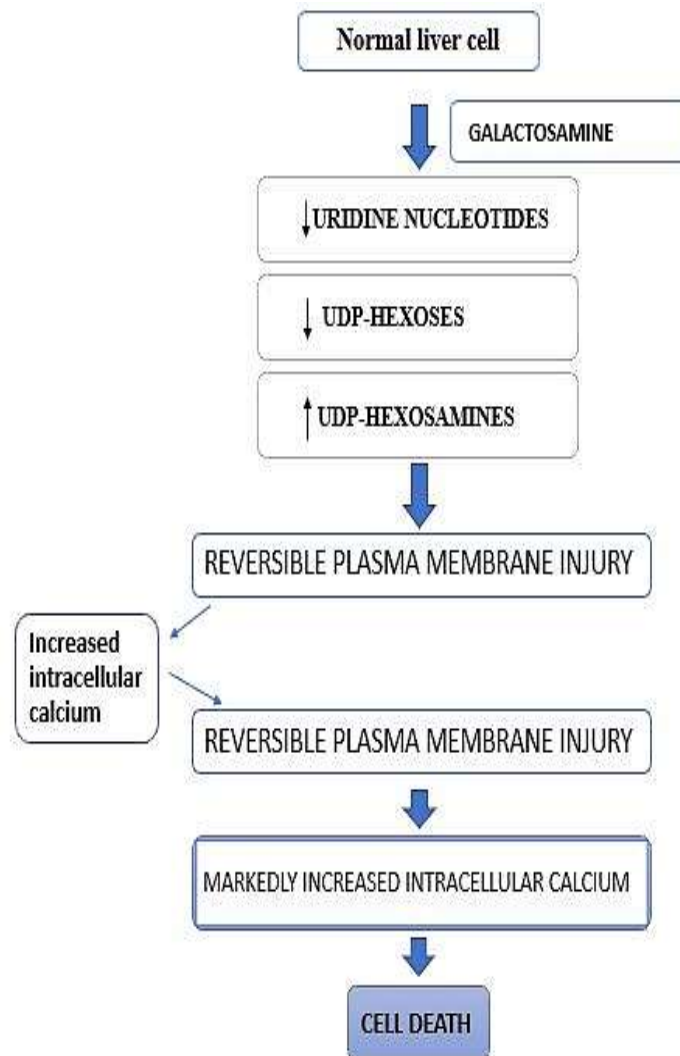 Normal liver cell
GALACTOSAMINE
↓URIDINE NUCLEOTIDES
↓ UDP-HEXOSES
↑ UDP-HEXOSAMINES
REVERSIBLE PLASMA MEMBRANE INJURY
Increased
intracellular
calcium
REVERSIBLE PLASMA MEMBRANE INJURY
MARKEDLY INCREASED INTRACELLULAR CALCIUM
CELL DEATH